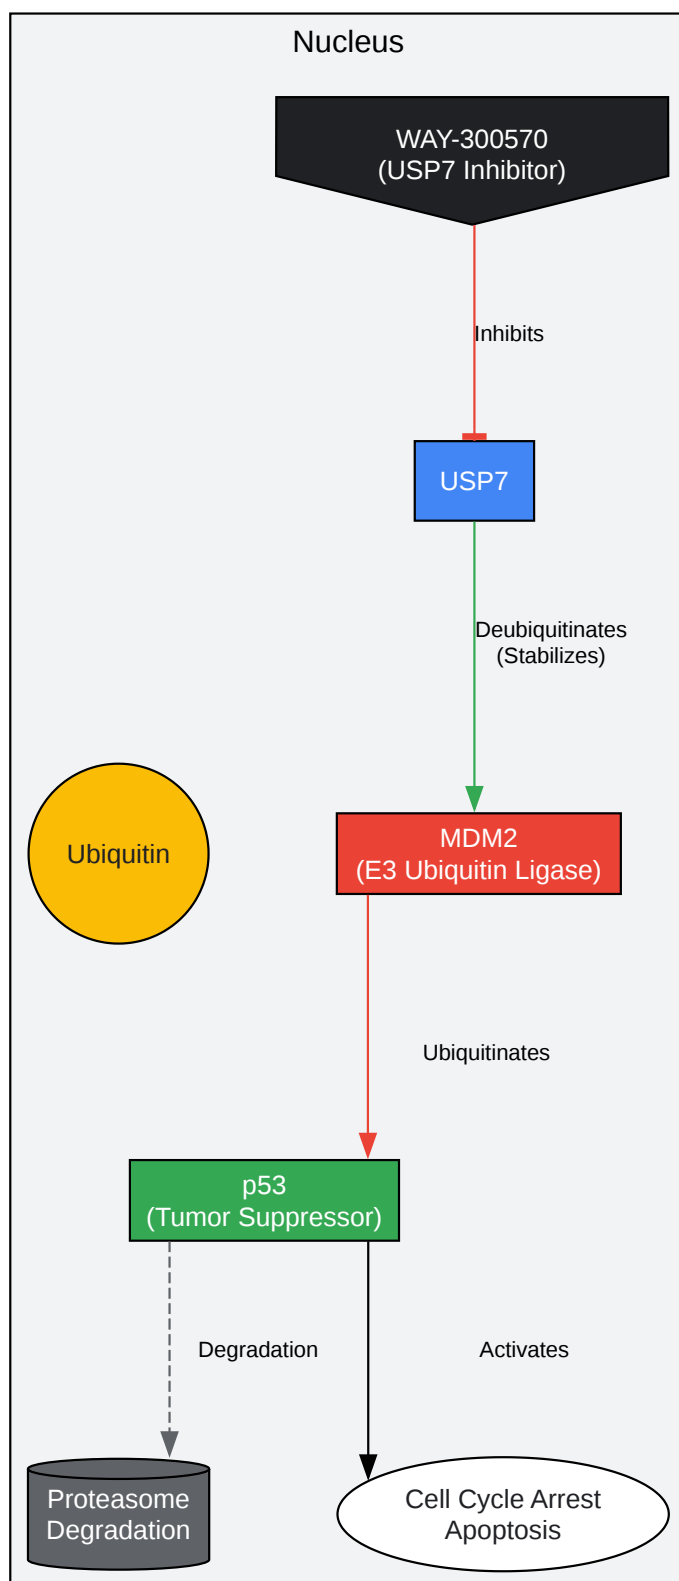 Nucleus
WAY-300570
(USP7 Inhibitor)
Inhibits
USP7
Deubiquitinates
(Stabilizes)
Ubiquitin
MDM2
(E3 Ubiquitin Ligase)
Ubiquitinates
p53
(Tumor Suppressor)
Degradation
Activates
Proteasome
Degradation
Cell Cycle Arrest
Apoptosis